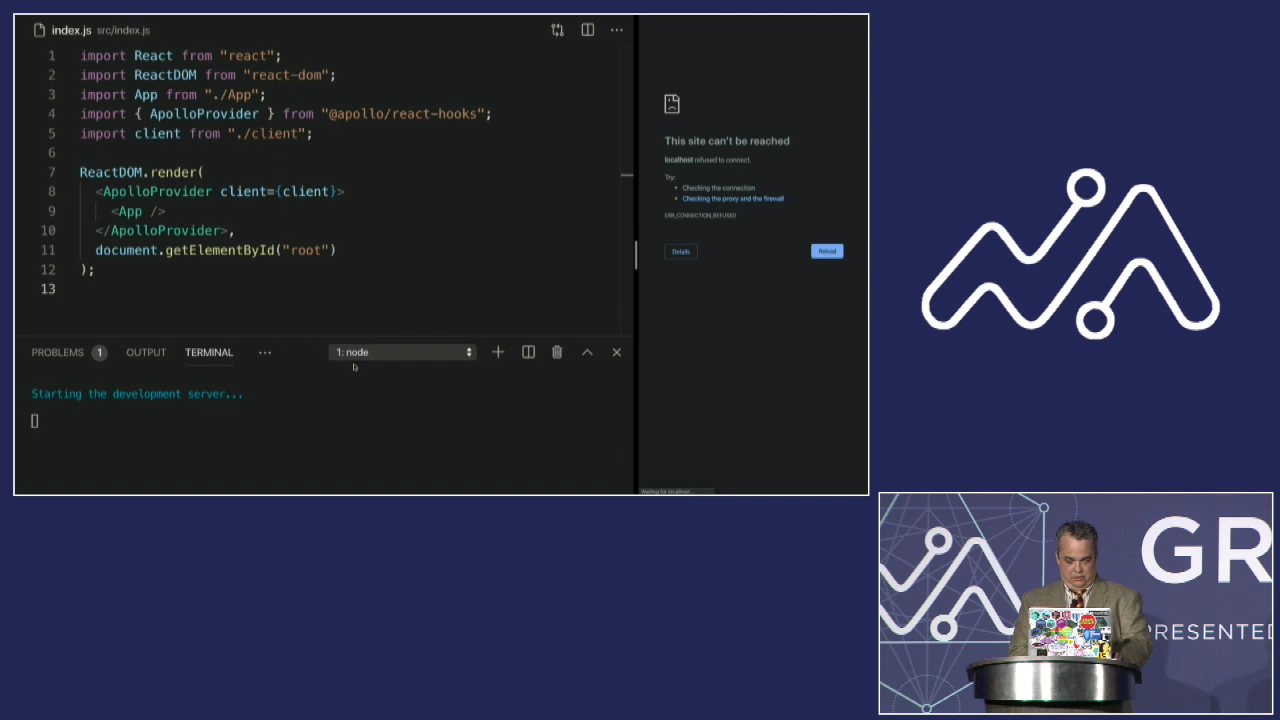 index.js src/index.js
1 import React from "react";
2 import ReactDOM from "react-dom";
3 import App from "./App";
4 import { ApolloProvider } from "@apollo/react-hooks";
5 import client from "./client";
6
7 ReactDOM.render(
8 <ApolloProvider client={client}>
9 <App />
10 </ApolloProvider>,
11 document.getElementById("root")
12 );
13
PROBLEMS 1 OUTPUT TERMINAL ··· 1: node
Starting the development server...
This site can't be reached
localhost refused to connect.
Try:
• Checking the connection
• Checking the proxy and the firewall
ERR_CONNECTION_REFUSED
Details Reload
Waiting for localhost...
GR
PRESENTED